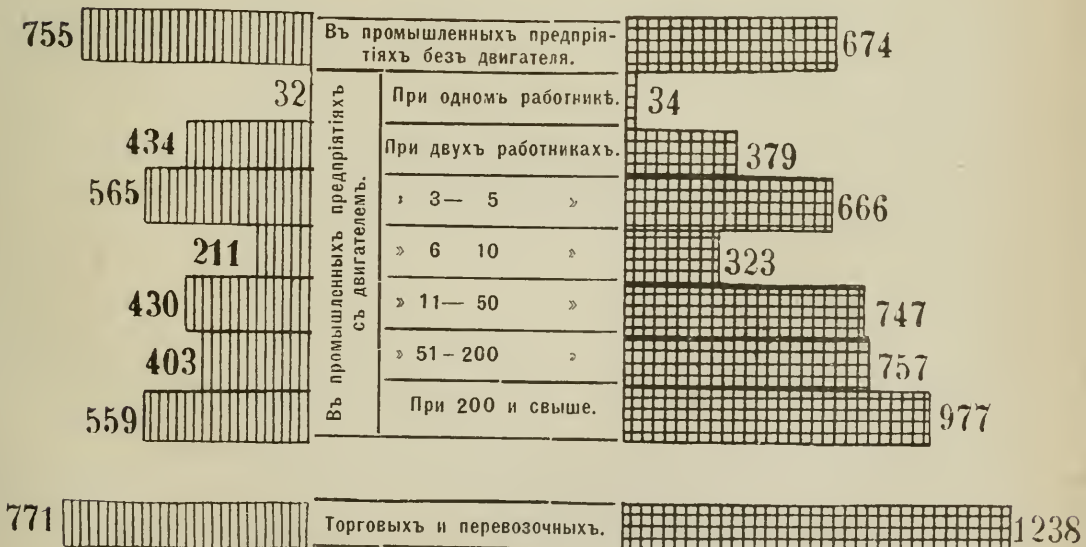 755 Въ промышленныхъ предпрія- 674
тіяхъ безъ двигателя.
Въ промышленныхъ предпріятіяхъ
съ двигателемъ.
32 При одномъ работникѣ. 34
434 При двухъ работникахъ. 379
565 » 3— 5 » 666
211 » 6 10 » 323
430 » 11— 50 » 747
403 » 51–200 » 757
559 При 200 и свыше. 977
771 Торговыхъ и перевозочныхъ. 1238